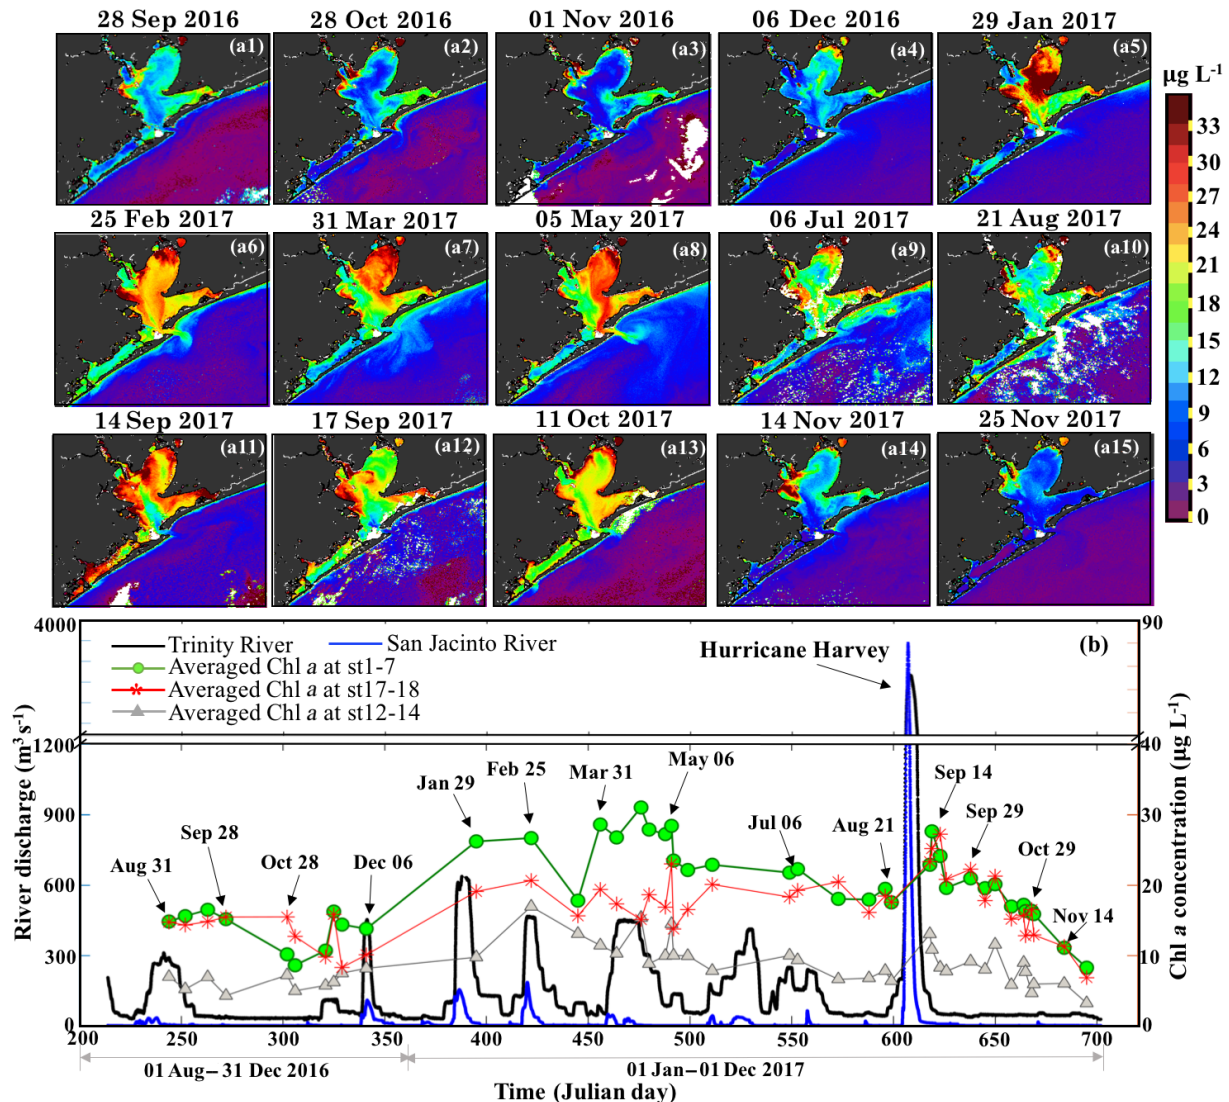 28 Sep 2016 28 Oct 2016 01 Nov 2016 06 Dec 2016 29 Jan 2017
(a1) (a2) (a3) (a4) (a5)
µg L-1
33
30
27
24
21
18
15
12
9
6
3
0
25 Feb 2017 31 Mar 2017 05 May 2017 06 Jul 2017 21 Aug 2017
(a6) (a7) (a8) (a9) (a10)
14 Sep 2017 17 Sep 2017 11 Oct 2017 14 Nov 2017 25 Nov 2017
(a11) (a12) (a13) (a14) (a15)
4000 90
Trinity River San Jacinto River (b)
Averaged Chl a at st1-7
Averaged Chl a at st17-18
Averaged Chl a at st12-14
Hurricane Harvey
1200 40
900 30
600 20
300 10
0 0
River discharge (m3 s-1)
Chl a concentration (µg L-1)
Aug 31
Sep 28
Oct 28
Dec 06
Jan 29
Feb 25
Mar 31
May 06
Jul 06
Aug 21
Sep 14
Sep 29
Oct 29
Nov 14
200 250 300 350 400 450 500 550 600 650 700
01 Aug–31 Dec 2016 01 Jan–01 Dec 2017
Time (Julian day)